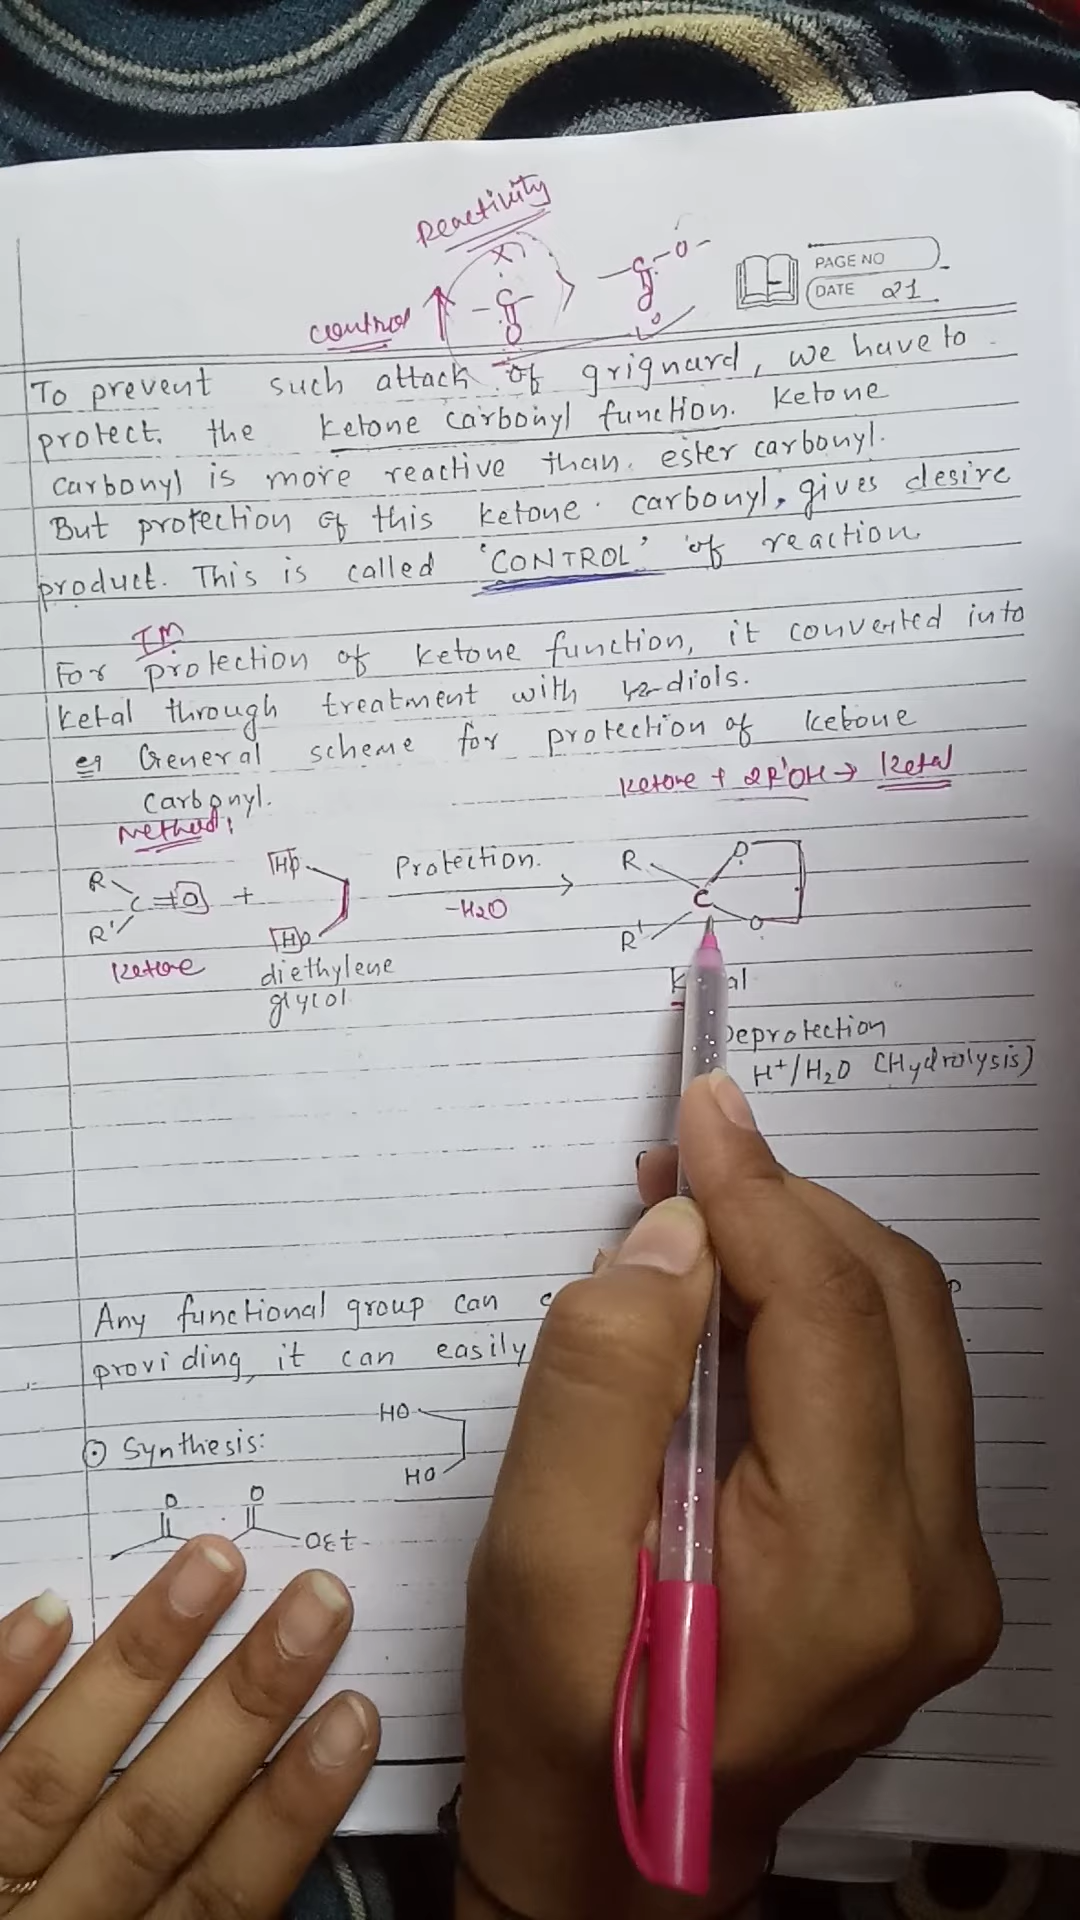 Reactivity
control
PAGE NO
DATE 21
To prevent such attack of grignard, we have to
protect. the ketone carbonyl function. Ketone
carbonyl is more reactive than ester carbonyl.
But protection of this ketone carbonyl, gives desire
product. This is called 'CONTROL' of reaction.
TM
For protection of ketone function, it converted into
ketal through treatment with diols.
eg General scheme for protection of ketone
carbonyl.
Ketone + 2R'OH → Ketal
Method:
R R' C=O + HO HO Protection. -H2O R R' C O O
Ketone diethylene glycol
Deprotection
H+/H2O (Hydrolysis)
Any functional group can
providing, it can easily
Synthesis:
HO
HO
O O OEt